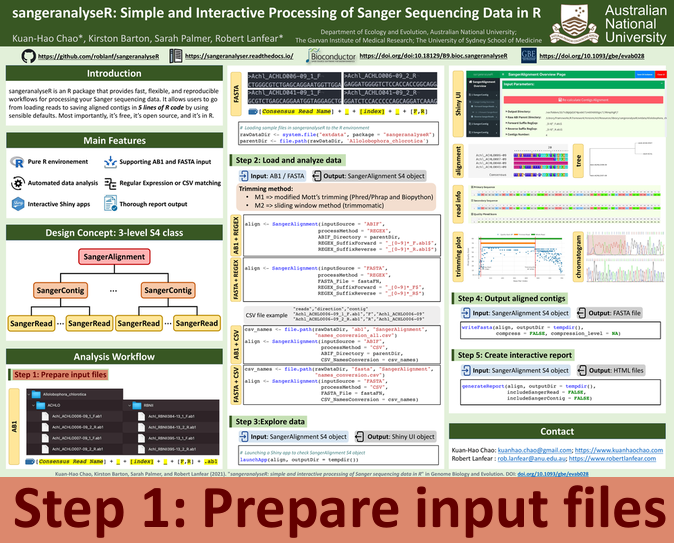 sangeranalyseR: Simple and Interactive Processing of Sanger Sequencing Data in R
Kuan-Hao Chao*, Kirston Barton, Sarah Palmer, Robert Lanfear*
Department of Ecology and Evolution, Australian National University;
The Garvan Institute of Medical Research; The University of Sydney School of Medicine
Australian
National
University
https://github.com/roblanf/sangeranalyseR
https://sangeranalyser.readthedocs.io/
Bioconductor
https://doi.org/10.18129/B9.bioc.sangeranalyseR
GBE
https://doi.org/10.1093/gbe/evab028
Introduction
sangeranalyseR is an R package that provides fast, flexible, and reproducible
workflows for processing your Sanger sequencing data. It allows users to go
from loading reads to saving aligned contigs in 5 lines of R code by using
sensible defaults. Most importantly, it's free, it's open source, and it's in R.
Main Features
Pure R environment
Supporting AB1 and FASTA input
Automated data analysis
Regular Expression or CSV matching
Interactive Shiny apps
Thorough report output
Design Concept: 3-level S4 class
SangerAlignment
SangerContig
...
SangerContig
SangerRead
...
SangerRead
SangerRead
...
SangerRead
Analysis Workflow
Step 1: Prepare input files
AB1
Allolobophora_chlorotica
ACHLO
RBNII
Achl_ACHLO006-09_1_F.ab1
Achl_ACHLO006-09_2_R.ab1
Achl_ACHLO007-09_1_F.ab1
Achl_ACHLO007-09_2_R.ab1
[Consensus Read Name] + _ + [index] + _ + [F,R] + .ab1
FASTA
>Achl_ACHLO006-09_1_F
>Achl_ACHLO006-09_2_R
>Achl_ACHLO041-09_1_F
>Achl_ACHLO041-09_2_R
[Consensus Read Name] + _ + [index] + _ + [F,R]
# Loading sample files in sangeranalyseR to the R environment
rawDataDir <- system.file("extdata", package = "sangeranalyseR")
parentDir <- file.path(rawDataDir, "Allolobophora_chlorotica")
Step 2: Load and analyze data
Input: AB1 / FASTA
Output: SangerAlignment S4 object
Trimming method:
• M1 => modified Mott's trimming (Phred/Phrap and Biopython)
• M2 => sliding window method (trimmomatic)
AB1 + REGEX
align <- SangerAlignment(inputSource = "ABIF",
processMethod = "REGEX",
ABIF_Directory = parentDir,
REGEX_SuffixForward = "_[0-9]*_F.ab1$",
REGEX_SuffixReverse = "_[0-9]*_R.ab1$")
FASTA + REGEX
align <- SangerAlignment(inputSource = "FASTA",
processMethod = "REGEX",
FASTA_File = fastaFN,
REGEX_SuffixForward = "_[0-9]*_F$",
REGEX_SuffixReverse = "_[0-9]*_R$")
CSV file example
"reads","direction","contig"
"Achl_ACHLO006-09_1_F.ab1","F","Achl_ACHLO006-09"
"Achl_ACHLO006-09_2_R.ab1","R","Achl_ACHLO006-09"
AB1 + CSV
csv_names <- file.path(rawDataDir, "ab1", "SangerAlignment",
"names_conversion_all.csv")
align <- SangerAlignment(inputSource = "ABIF",
processMethod = "CSV",
ABIF_Directory = parentDir,
CSV_NamesConversion = csv_names)
FASTA + CSV
csv_names <- file.path(rawDataDir, "fasta", "SangerAlignment",
"names_conversion.csv")
align <- SangerAlignment(inputSource = "FASTA",
processMethod = "CSV",
FASTA_File = fastaFN,
CSV_NamesConversion = csv_names)
Step 3:Explore data
Input: SangerAlignment S4 object
Output: Shiny UI object
# Launching a Shiny app to check SangerAlignment S4 object
launchApp(align, outputDir = tempdir())
Shiny UI
SangerAlignment Overview Page
Input Parameters:
alignment
tree
read info
trimming plot
chromatogram
Step 4: Output aligned contigs
Input: SangerAlignment S4 object
Output: FASTA file
writeFasta(align, outputDir = tempdir(),
compress = FALSE, compression_level = NA)
Step 5: Create interactive report
Input: SangerAlignment S4 object
Output: HTML files
generateReport(align, outputDir = tempdir(),
includeSangerRead = FALSE,
includeSangerContig = FALSE)
Contact
Kuan-Hao Chao: kuanhao.chao@gmail.com; https://www.kuanhaochao.com
Robert Lanfear : rob.lanfear@anu.edu.au; https://www.robertlanfear.com
Kuan-Hao Chao, Kirston Barton, Sarah Palmer, and Robert Lanfear (2021). "sangeranalyseR: simple and interactive processing of Sanger sequencing data in R" in Genome Biology and Evolution. DOI: doi.org/10.1093/gbe/evab028
Step 1: Prepare input files